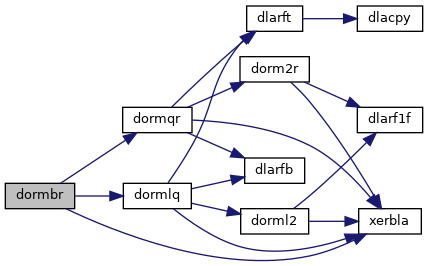 dlarft
dlacpy
dorm2r
dormqr
dlarf1f
dlarfb
dormbr
dormlq
dorml2
xerbla